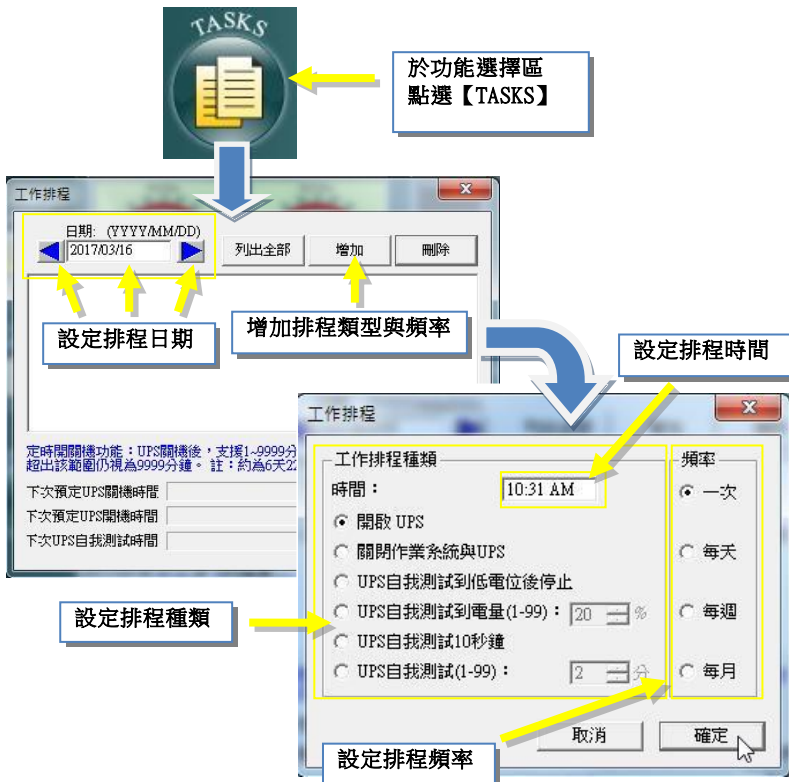 TASKS
於功能選擇區
點選【TASKS】
工作排程
日期: (YYYY/MM/DD)
2017/03/16
列出全部
增加
刪除
設定排程日期
增加排程類型與頻率
設定排程時間
定時開關機功能：UPS關機後，支援1~9999分
超出該範圍仍視為9999分鐘。 註：約為6天22
下次預定UPS關機時間
下次預定UPS開機時間
下次UPS自我測試時間
工作排程
工作排程種類
時間：
10:31 AM
開啟 UPS
關閉作業系統與UPS
UPS自我測試到低電位後停止
UPS自我測試到電量(1-99)： 20 %
UPS自我測試10秒鐘
UPS自我測試(1-99)： 2 分
頻率
一次
每天
每週
每月
設定排程種類
取消
確定
設定排程頻率